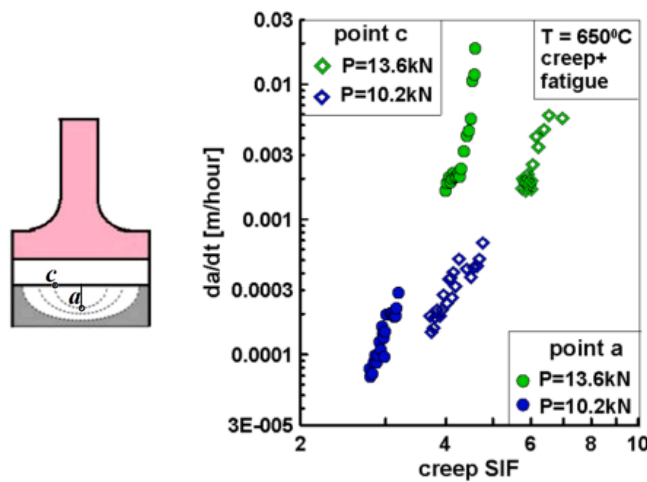 c
a
point c
P=13.6kN
P=10.2kN
T = 650⁰C
creep+
fatigue
da/dt [m/hour]
0.03
0.01
0.003
0.001
0.0003
0.0001
3E-005
point a
P=13.6kN
P=10.2kN
2 4 6 8 10
creep SIF